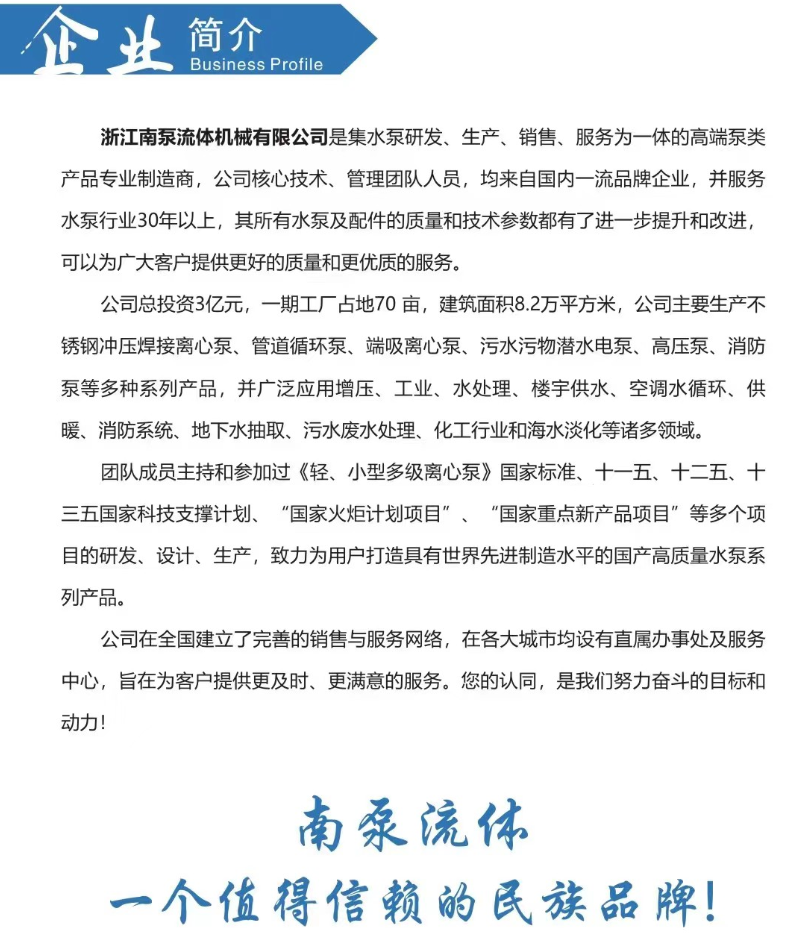 企业 简介
Business Profile
浙江南泵流体机械有限公司是集水泵研发、生产、销售、服务为一体的高端泵类
产品专业制造商，公司核心技术、管理团队人员，均来自国内一流品牌企业，并服务
水泵行业30年以上，其所有水泵及配件的质量和技术参数都有了进一步提升和改进，
可以为广大客户提供更好的质量和更优质的服务。
公司总投资3亿元，一期工厂占地70 亩，建筑面积8.2万平方米，公司主要生产不
锈钢冲压焊接离心泵、管道循环泵、端吸离心泵、污水污物潜水电泵、高压泵、消防
泵等多种系列产品，并广泛应用增压、工业、水处理、楼宇供水、空调水循环、供
暖、消防系统、地下水抽取、污水废水处理、化工行业和海水淡化等诸多领域。
团队成员主持和参加过《轻、小型多级离心泵》国家标准、十一五、十二五、十
三五国家科技支撑计划、“国家火炬计划项目”、“国家重点新产品项目”等多个项
目的研发、设计、生产，致力为用户打造具有世界先进制造水平的国产高质量水泵系
列产品。
公司在全国建立了完善的销售与服务网络，在各大城市均设有直属办事处及服务
中心，旨在为客户提供更及时、更满意的服务。您的认同，是我们努力奋斗的目标和
动力！
南泵流体
一个值得信赖的民族品牌！